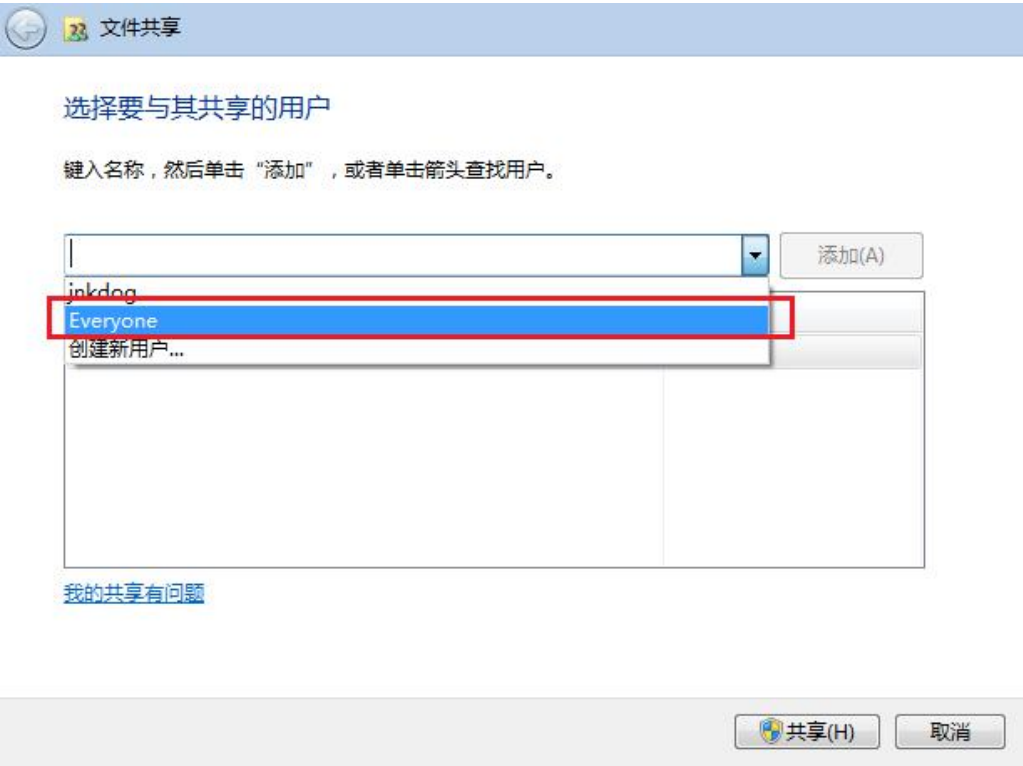 文件共享
选择要与其共享的用户
键入名称，然后单击“添加”，或者单击箭头查找用户。
添加(A)
jnkdog
Everyone
创建新用户...
我的共享有问题
共享(H)
取消